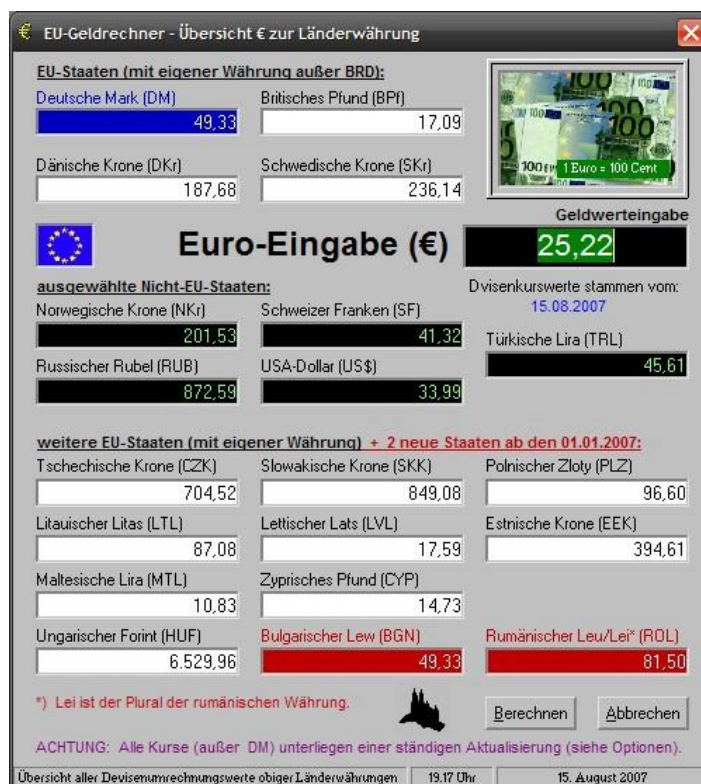 EU-Geldrechner - Übersicht € zur Länderwährung
EU-Staaten (mit eigener Währung außer BRD):
Deutsche Mark (DM) Britisches Pfund (BPf)
49,33 17,09
100 100 100
1 Euro = 100 Cent
Dänische Krone (DKr) Schwedische Krone (SKr)
187,68 236,14
Geldwerteingabe
Euro-Eingabe (€) 25,22
ausgewählte Nicht-EU-Staaten: Dvisenkurswerte stammen vom:
15.08.2007
Norwegische Krone (NKr) Schweizer Franken (SF)
201,53 41,32
Türkische Lira (TRL)
45,61
Russischer Rubel (RUB) USA-Dollar (US$)
872,59 33,99
weitere EU-Staaten (mit eigener Währung) + 2 neue Staaten ab den 01.01.2007:
Tschechische Krone (CZK) Slowakische Krone (SKK) Polnischer Zloty (PLZ)
704,52 849,08 96,60
Litauischer Litas (LTL) Lettischer Lats (LVL) Estnische Krone (EEK)
87,08 17,59 394,61
Maltesische Lira (MTL) Zyprisches Pfund (CYP)
10,83 14,73
Ungarischer Forint (HUF) Bulgarischer Lew (BGN) Rumänischer Leu/Lei* (ROL)
6.529,96 49,33 81,50
*) Lei ist der Plural der rumänischen Währung.
Berechnen Abbrechen
ACHTUNG: Alle Kurse (außer DM) unterliegen einer ständigen Aktualisierung (siehe Optionen).
Übersicht aller Devisenumrechnungswerte obiger Länderwährungen 19.17 Uhr 15. August 2007